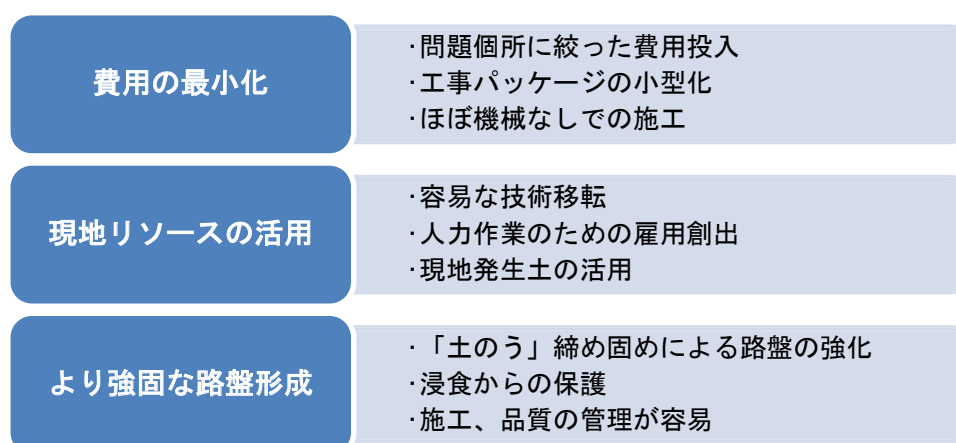 費用の最小化
·問題個所に絞った費用投入
·工事パッケージの小型化
·ほぼ機械なしでの施工
現地リソースの活用
·容易な技術移転
·人力作業のための雇用創出
·現地発生土の活用
より強固な路盤形成
·「土のう」締め固めによる路盤の強化
·浸食からの保護
·施工、品質の管理が容易